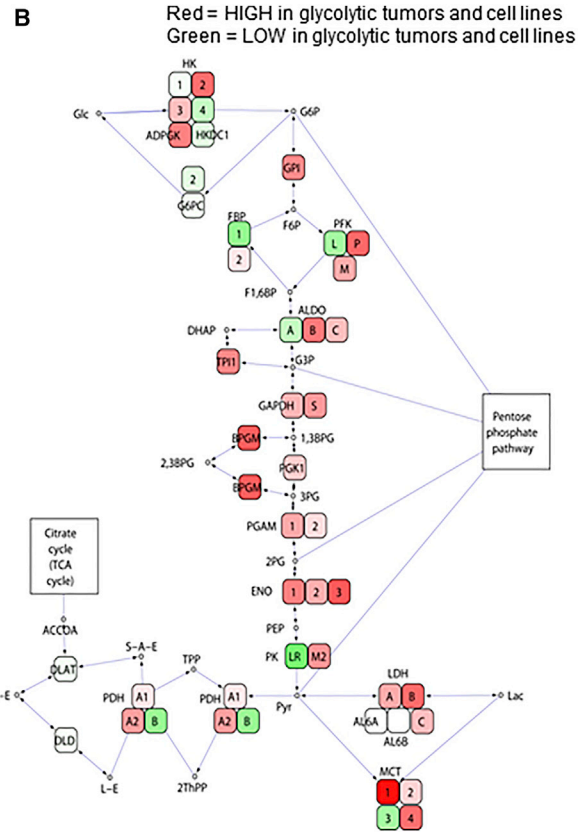 B
Red = HIGH in glycolytic tumors and cell lines
Green = LOW in glycolytic tumors and cell lines
HK
1 2
Glc
3 4
G6P
ADPGK HKDC1
GPI
2
G6PC
FBP
F6P
PFK
1
L P
2
M
F1,6BP
ALDO
DHAP
A B C
TPI1
G3P
GAPDH S
Pentose
phosphate
pathway
BPGM
1,3BPG
2,3BPG
PGK1
BPGM
3PG
PGAM 1 2
Citrate
cycle
(TCA
cycle)
2PG
ENO 1 2 3
ACCOA
PEP
S-A-E
TPP
PK LR M2
DLAT
LDH
-E
PDH A1
PDH A1
Pyr
A B
Lac
A2 B
A2 B
AL6A C
DLD
AL6B
L-E
2ThPP
MCT
1 2
3 4